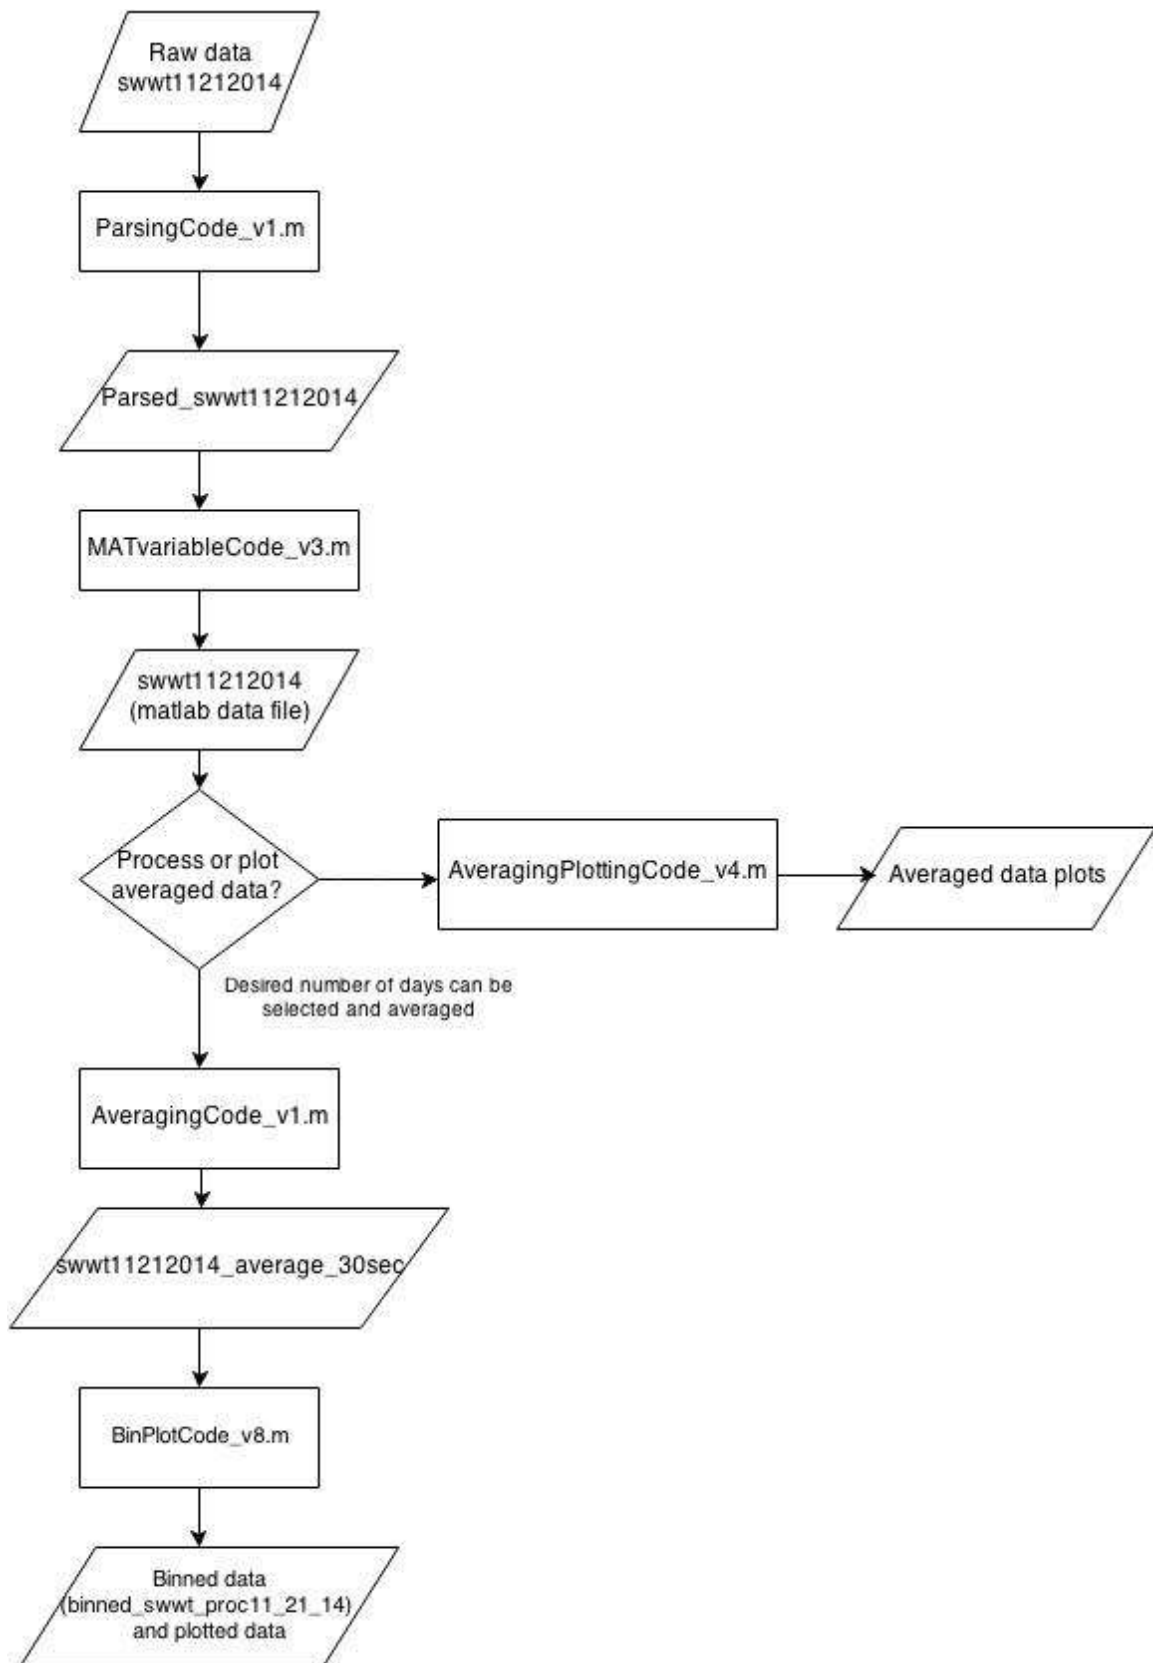 Raw data
swwt11212014
ParsingCode_v1.m
Parsed_swwt11212014
MATvariableCode_v3.m
swwt11212014
(matlab data file)
Process or plot
averaged data?
AveragingPlottingCode_v4.m
Averaged data plots
Desired number of days can be
selected and averaged
AveragingCode_v1.m
swwt11212014_average_30sec
BinPlotCode_v8.m
Binned data
(binned_swwt_proc11_21_14)
and plotted data